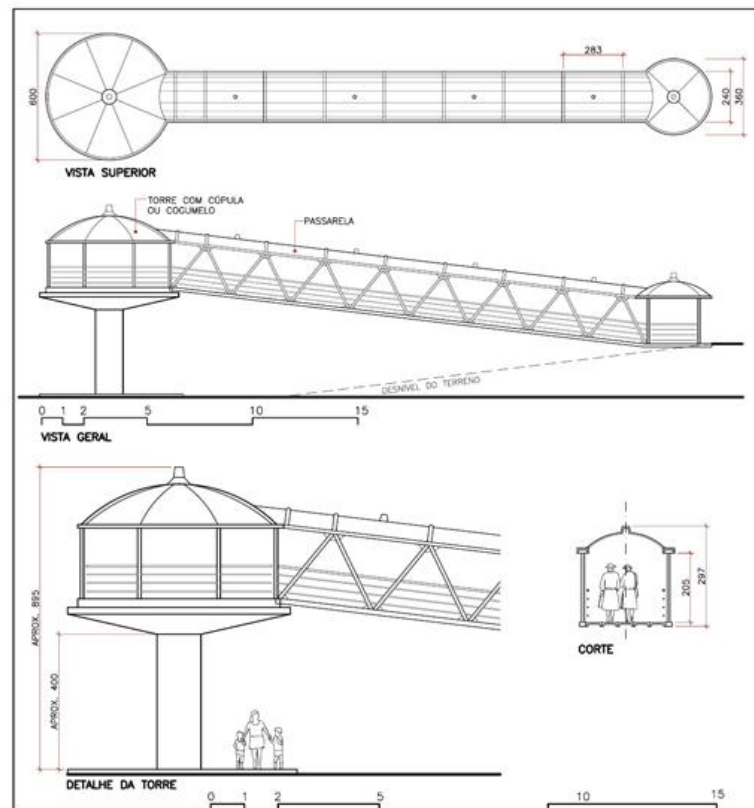 283
600
240
360
VISTA SUPERIOR
TORRE COM CÚPULA
OU COGUMELO
PASSARELA
DESNÍVEL DO TERRENO
0 1 2 5 10 15
VISTA GERAL
APROX. 895
APROX. 400
205
297
CORTE
DETALHE DA TORRE
0 1 2 5 10 15